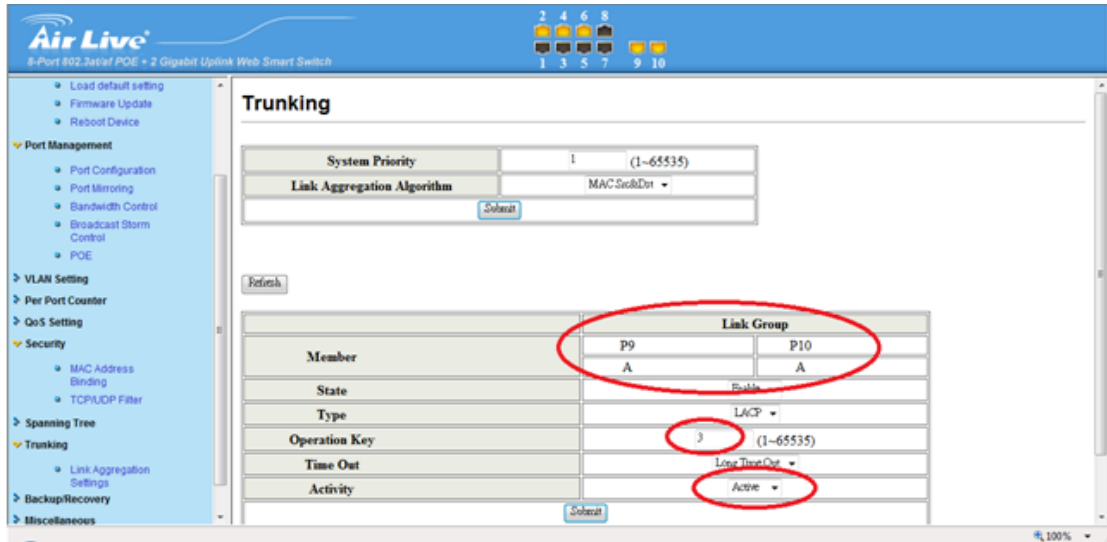 2 4 6 8
Air Live
8-Port 802.3at/af POE + 2 Gigabit Uplink Web Smart Switch
1 3 5 7 9 10
Load default setting
Firmware Update
Reboot Device
Port Management
Port Configuration
Port Mirroring
Bandwidth Control
Broadcast Storm
Control
POE
VLAN Setting
Per Port Counter
QoS Setting
Security
MAC Address
Binding
TCP/UDP Filter
Spanning Tree
Trunking
Link Aggregation
Settings
Backup/Recovery
Miscellaneous
Trunking
System Priority 1 (1~65535)
Link Aggregation Algorithm MAC Src&Dst
Submit
Refresh
Link Group
Member P9 P10
A A
State Enable
Type LACP
Operation Key 3 (1~65535)
Time Out Long Time Out
Activity Active
Submit
100%